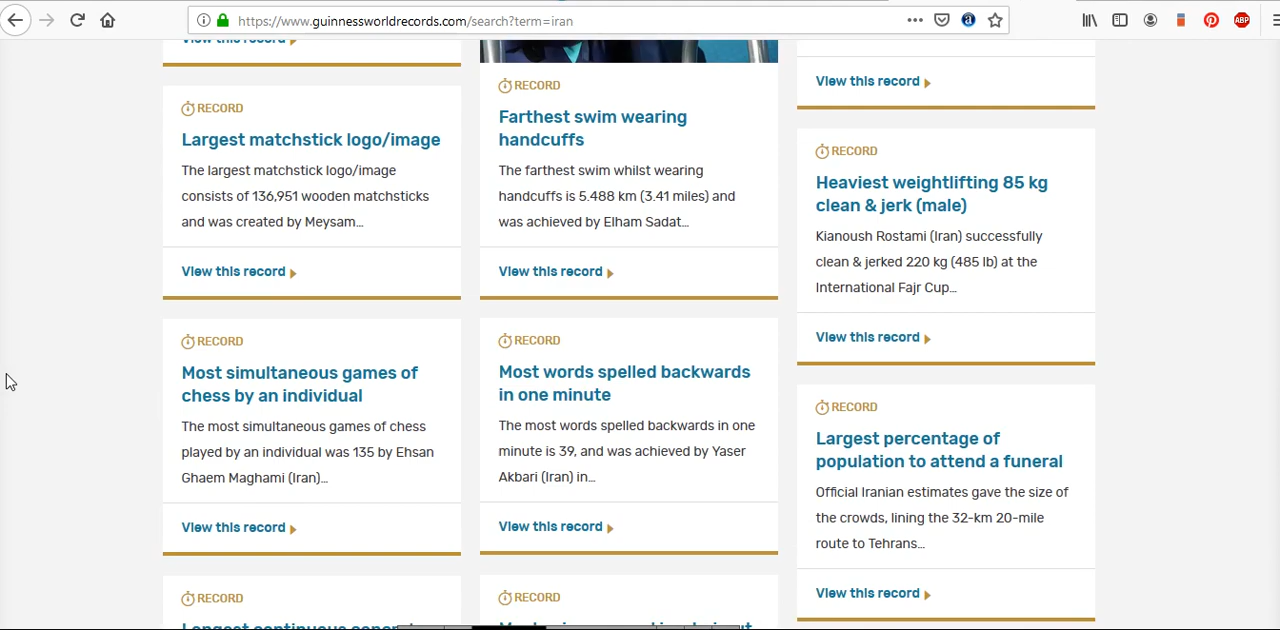 https://www.guinnessworldrecords.com/search?term=iran
View this record
RECORD
Largest matchstick logo/image
The largest matchstick logo/image
consists of 136,951 wooden matchsticks
and was created by Meysam...
View this record
RECORD
Most simultaneous games of
chess by an individual
The most simultaneous games of chess
played by an individual was 135 by Ehsan
Ghaem Maghami (Iran)...
View this record
RECORD
RECORD
Farthest swim wearing
handcuffs
The farthest swim whilst wearing
handcuffs is 5.488 km (3.41 miles) and
was achieved by Elham Sadat...
View this record
RECORD
Most words spelled backwards
in one minute
The most words spelled backwards in one
minute is 39, and was achieved by Yaser
Akbari (Iran) in...
View this record
RECORD
View this record
RECORD
Heaviest weightlifting 85 kg
clean & jerk (male)
Kianoush Rostami (Iran) successfully
clean & jerked 220 kg (485 lb) at the
International Fajr Cup...
View this record
RECORD
Largest percentage of
population to attend a funeral
Official Iranian estimates gave the size of
the crowds, lining the 32-km 20-mile
route to Tehrans...
View this record
ABP